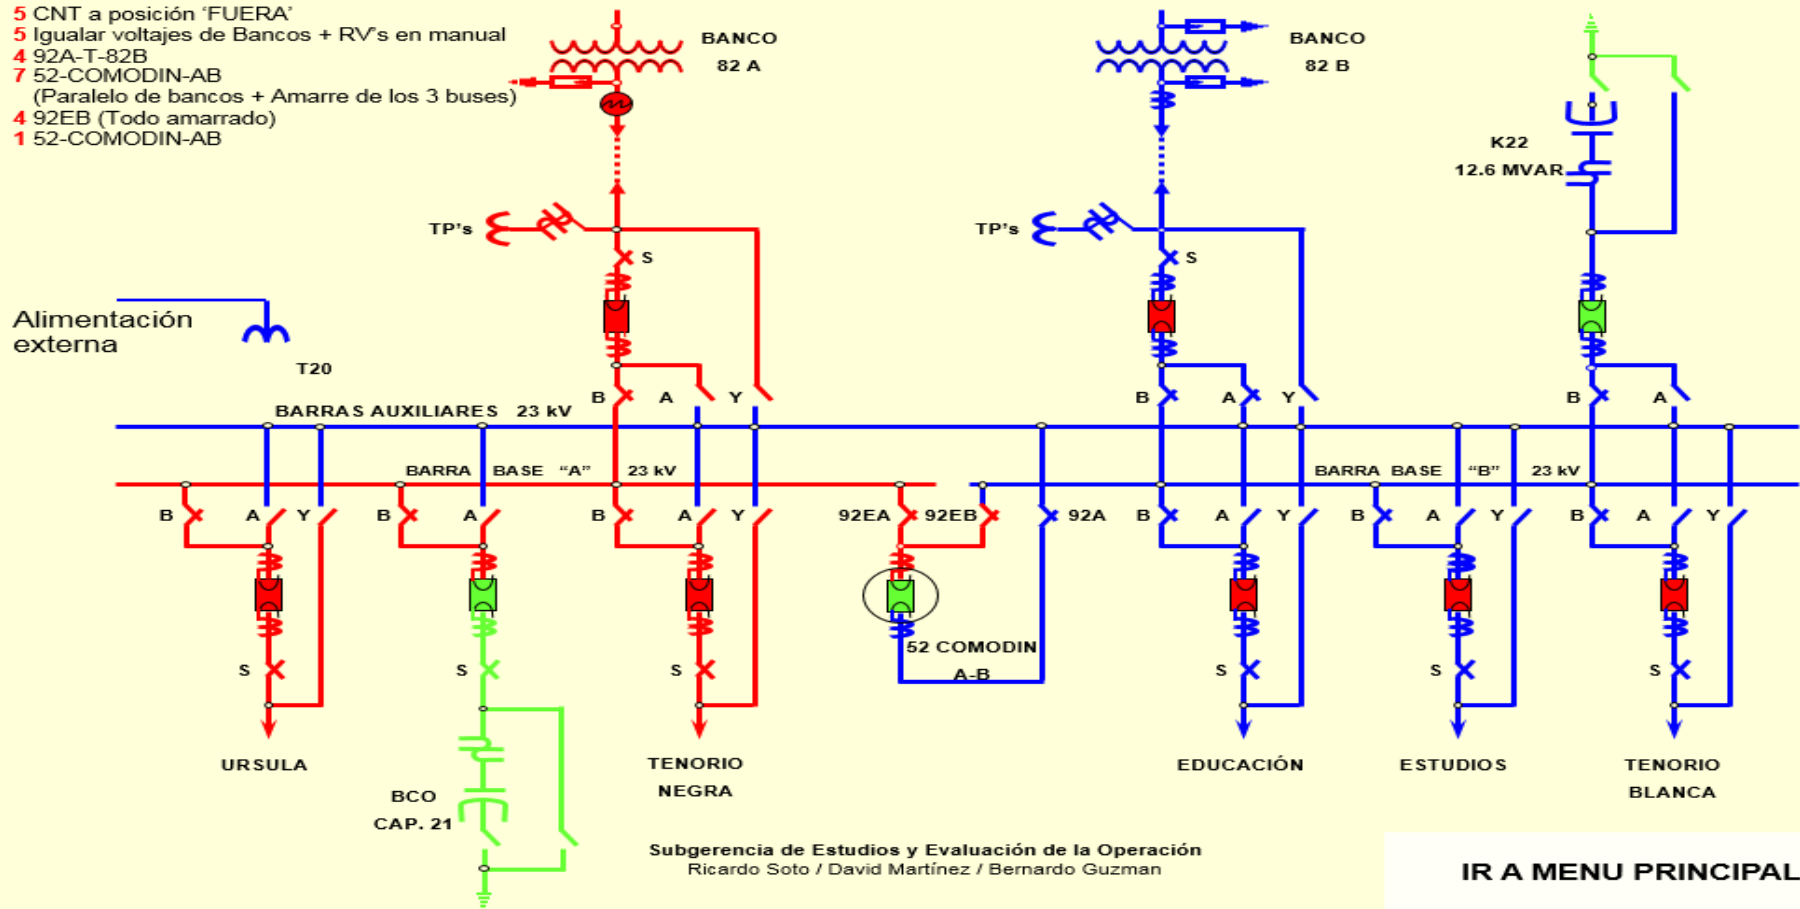 5 CNT a posición ‘FUERA’
5 Igualar voltajes de Bancos + RV's en manual
4 92A-T-82B
7 52-COMODIN-AB
(Paralelo de bancos + Amarre de los 3 buses)
4 92EB (Todo amarrado)
1 52-COMODIN-AB
BANCO
82 A
BANCO
82 B
K22
12.6 MVAR
TP's
TP's
S
S
Alimentación
externa
T20
B A Y
B A Y
B A
BARRAS AUXILIARES 23 kV
BARRA BASE “A” 23 kV
BARRA BASE “B” 23 kV
B A Y
B A
B A Y
92EA 92EB 92A
B A Y
B A Y
B A Y
52 COMODIN
A-B
S
S
S
S
S
S
URSULA
BCO
CAP. 21
TENORIO
NEGRA
EDUCACIÓN
ESTUDIOS
TENORIO
BLANCA
Subgerencia de Estudios y Evaluación de la Operación
Ricardo Soto / David Martínez / Bernardo Guzman
IR A MENU PRINCIPAL